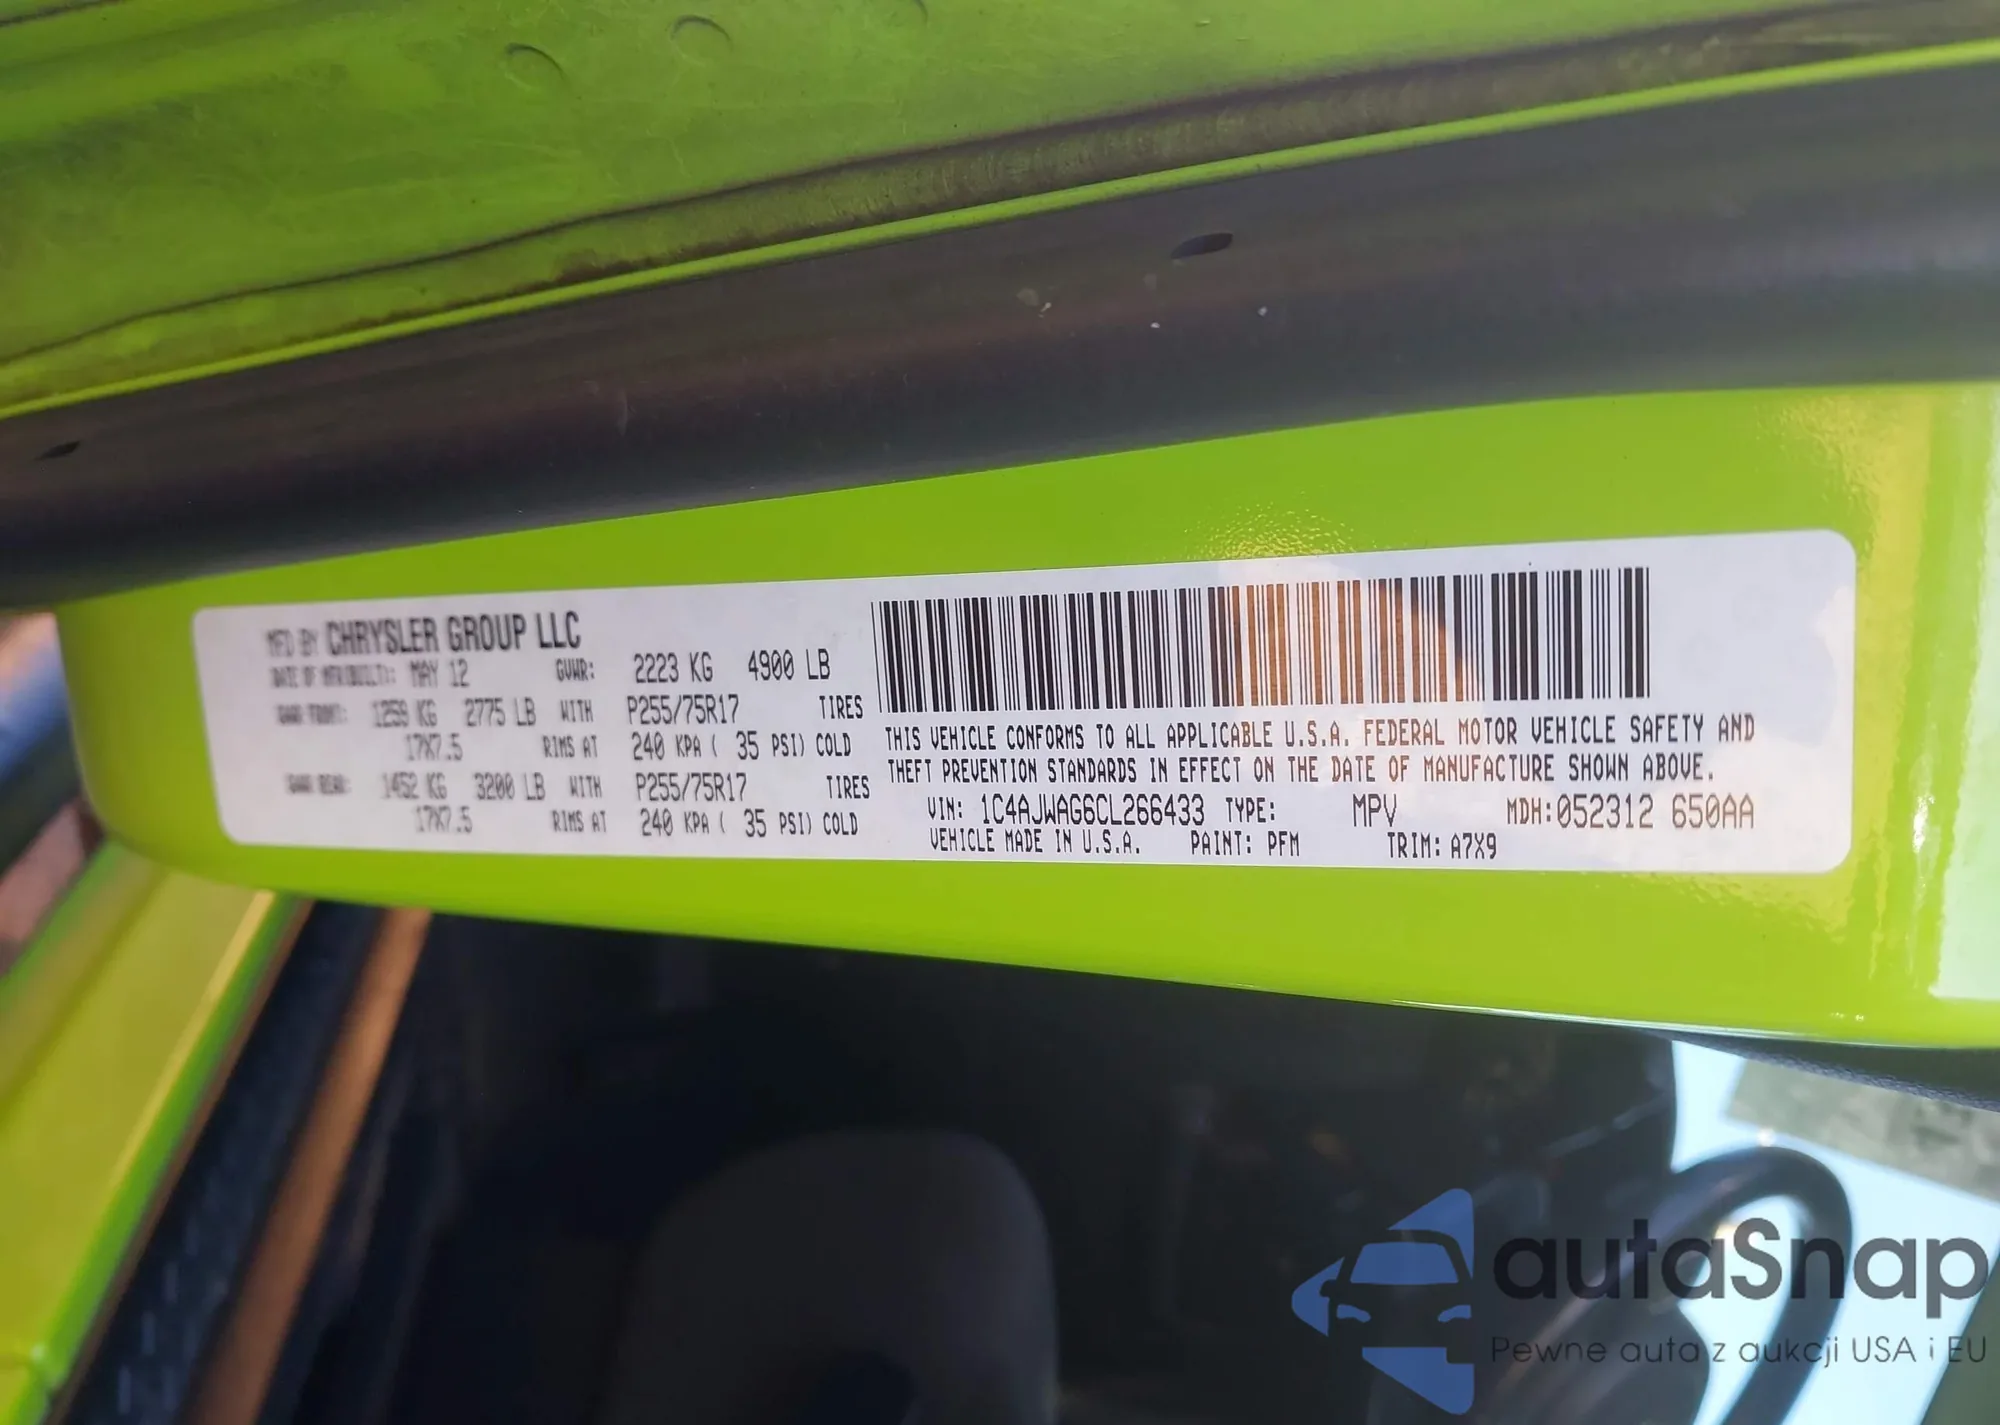 MFD BY CHRYSLER GROUP LLC
DATE OF MFR(BUILT): MAY 12 GVWR: 2223 KG 4900 LB
GAWR FRONT: 1259 KG 2775 LB WITH P255/75R17 TIRES
17X7.5 RIMS AT 240 KPA ( 35 PSI) COLD
GAWR REAR: 1452 KG 3200 LB WITH P255/75R17 TIRES
17X7.5 RIMS AT 240 KPA ( 35 PSI) COLD
THIS VEHICLE CONFORMS TO ALL APPLICABLE U.S.A. FEDERAL MOTOR VEHICLE SAFETY AND
THEFT PREVENTION STANDARDS IN EFFECT ON THE DATE OF MANUFACTURE SHOWN ABOVE.
VIN: 1C4AJWAG6CL266433 TYPE: MPV MDH:052312 650AA
VEHICLE MADE IN U.S.A. PAINT: PFM TRIM: A7X9
autaSnap
Pewne auta z aukcji USA i EU